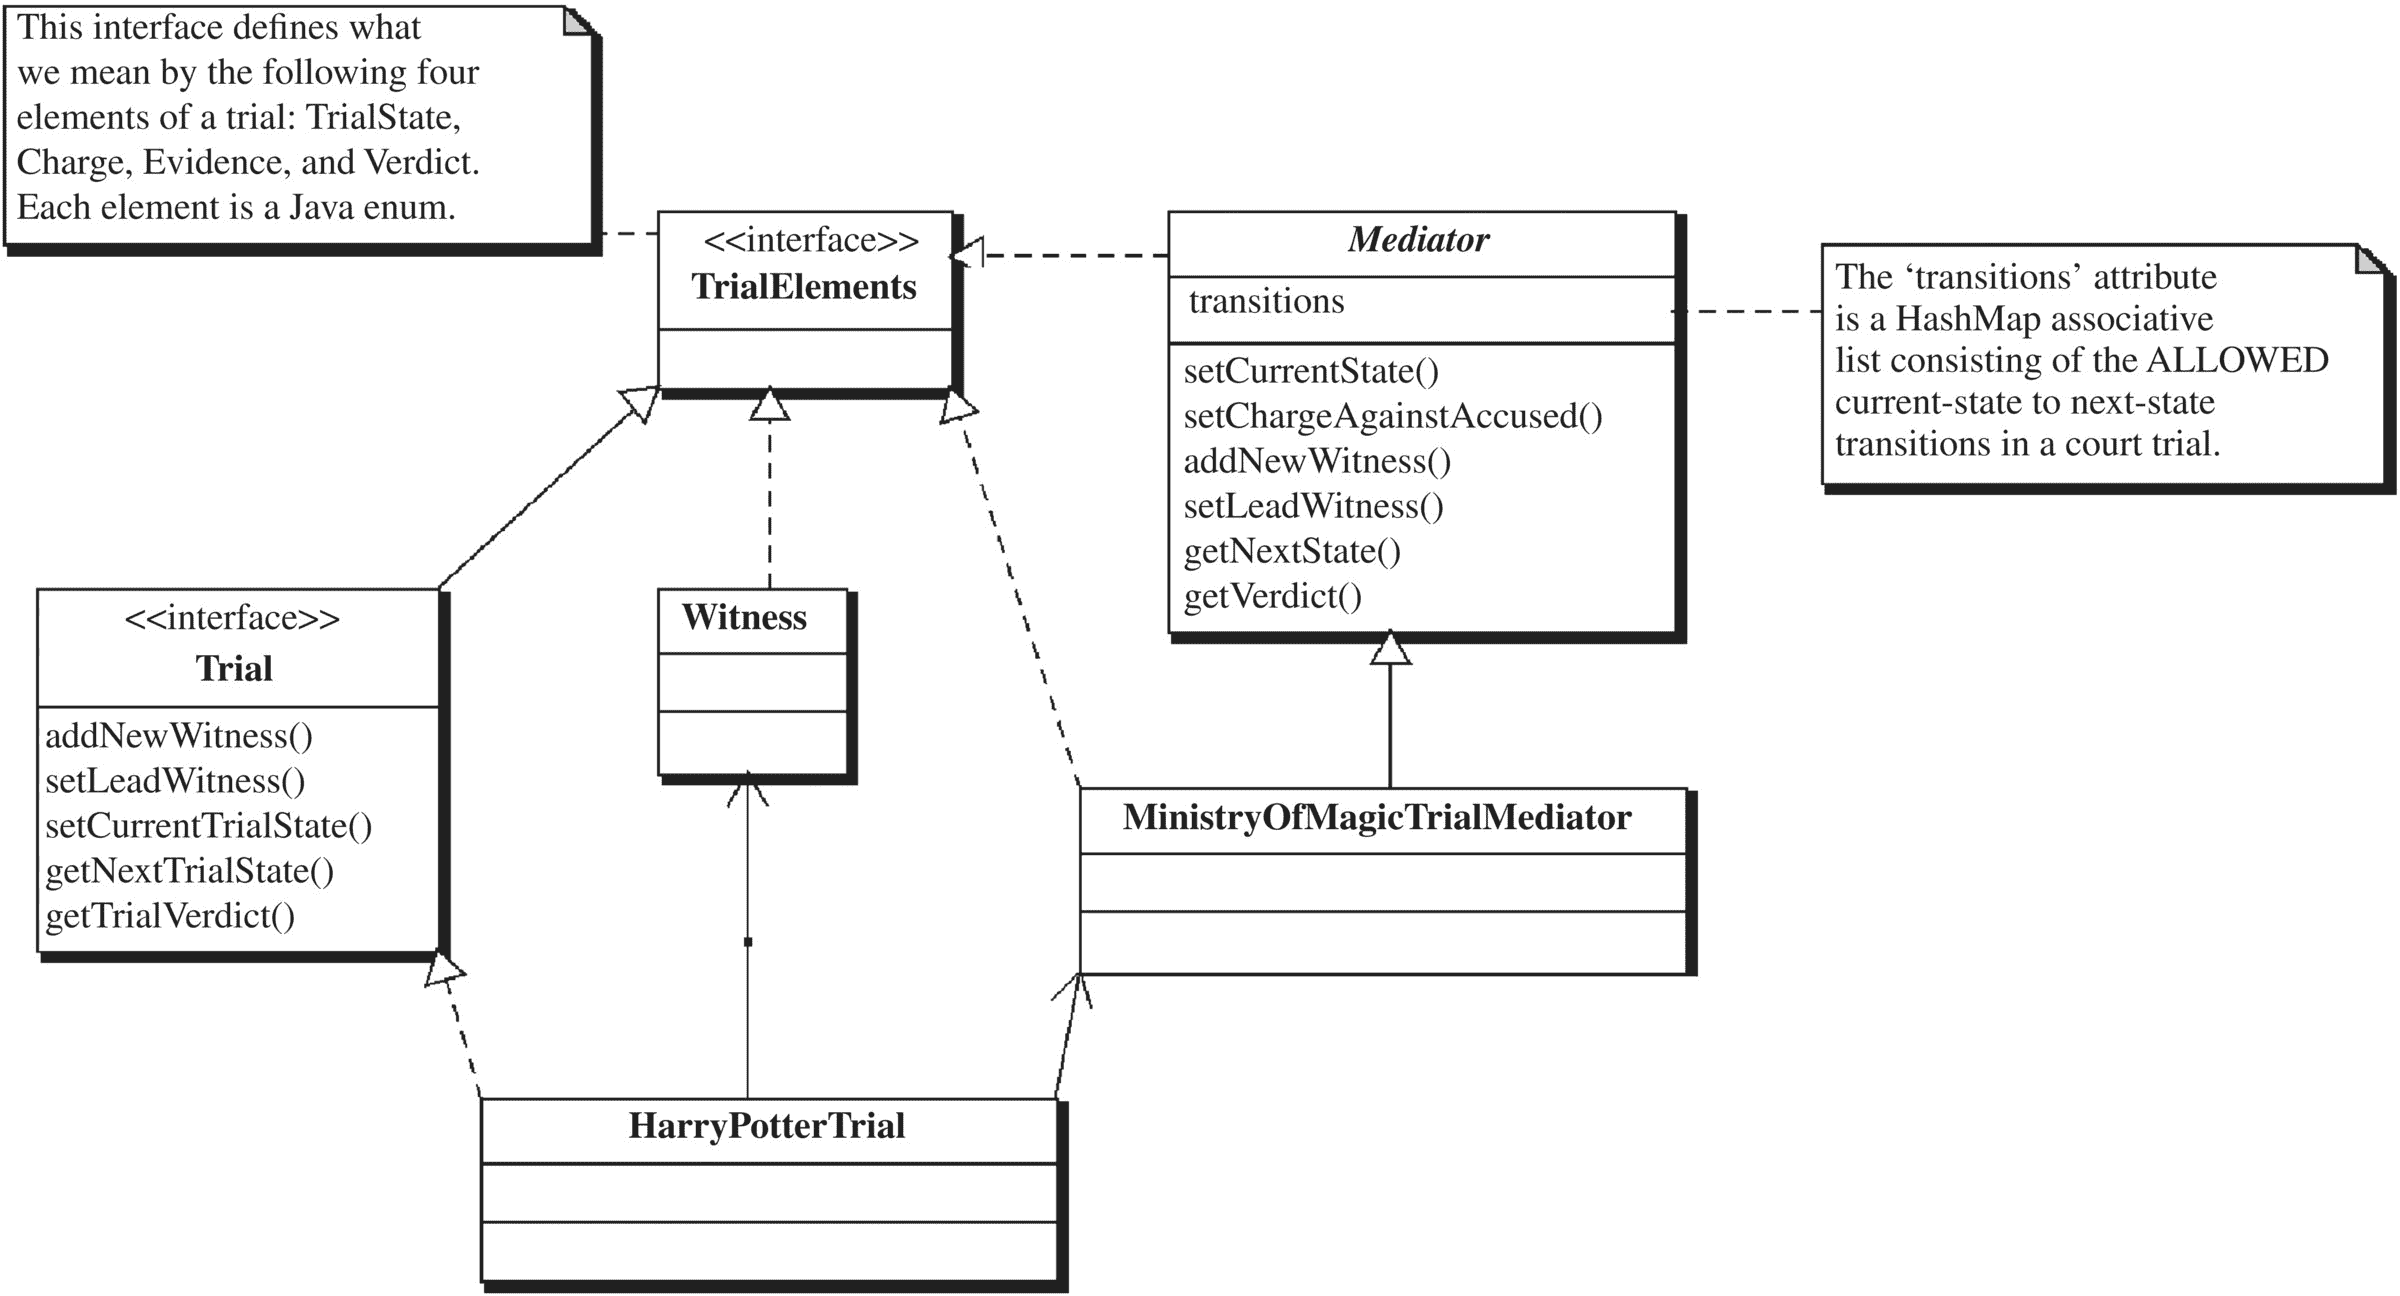 This interface defines what
we mean by the following four
elements of a trial: TrialState,
Charge, Evidence, and Verdict.
Each element is a Java enum.
<<interface>>
TrialElements
Mediator
transitions
setCurrentState()
setChargeAgainstAccused()
addNewWitness()
setLeadWitness()
getNextState()
getVerdict()
The ‘transitions’ attribute
is a HashMap associative
list consisting of the ALLOWED
current-state to next-state
transitions in a court trial.
<<interface>>
Trial
addNewWitness()
setLeadWitness()
setCurrentTrialState()
getNextTrialState()
getTrialVerdict()
Witness
MinistryOfMagicTrialMediator
HarryPotterTrial